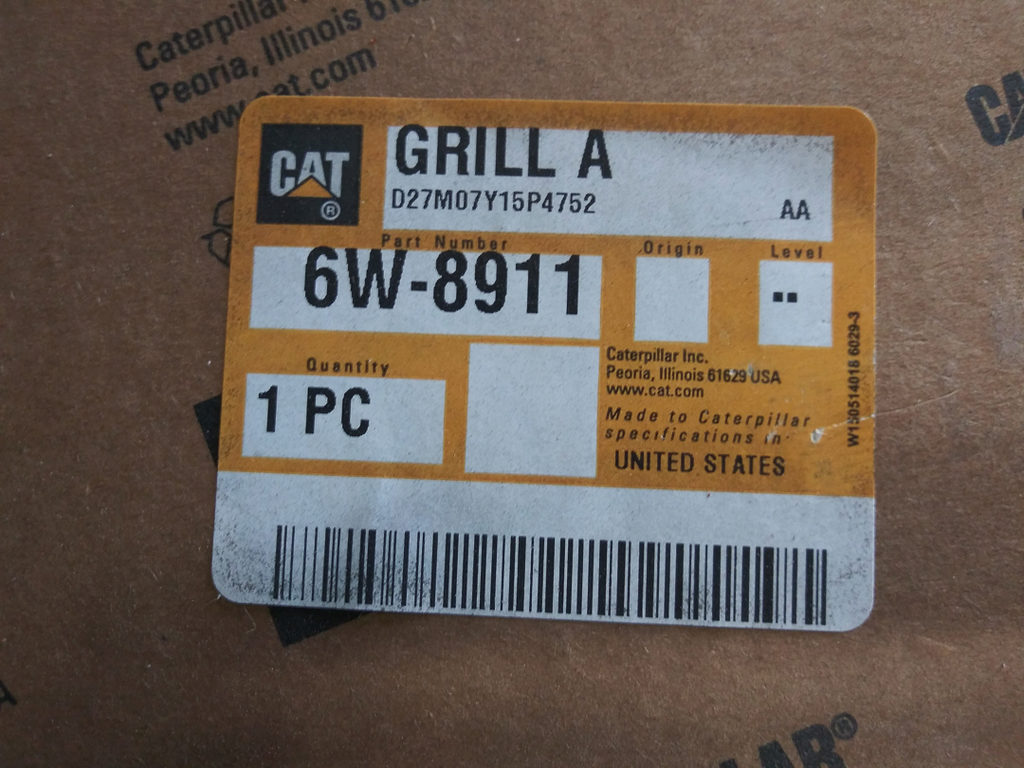 Caterpillar
Peoria, Illinois
www.cat.com
CAT®
GRILL A
D27M07Y15P4752
AA
Part Number
Origin
Level
6W-8911
--
Quantity
1 PC
Caterpillar Inc.
Peoria, Illinois 61629 USA
www.cat.com
Made to Caterpillar
specifications in
UNITED STATES
W150514016 6029-3